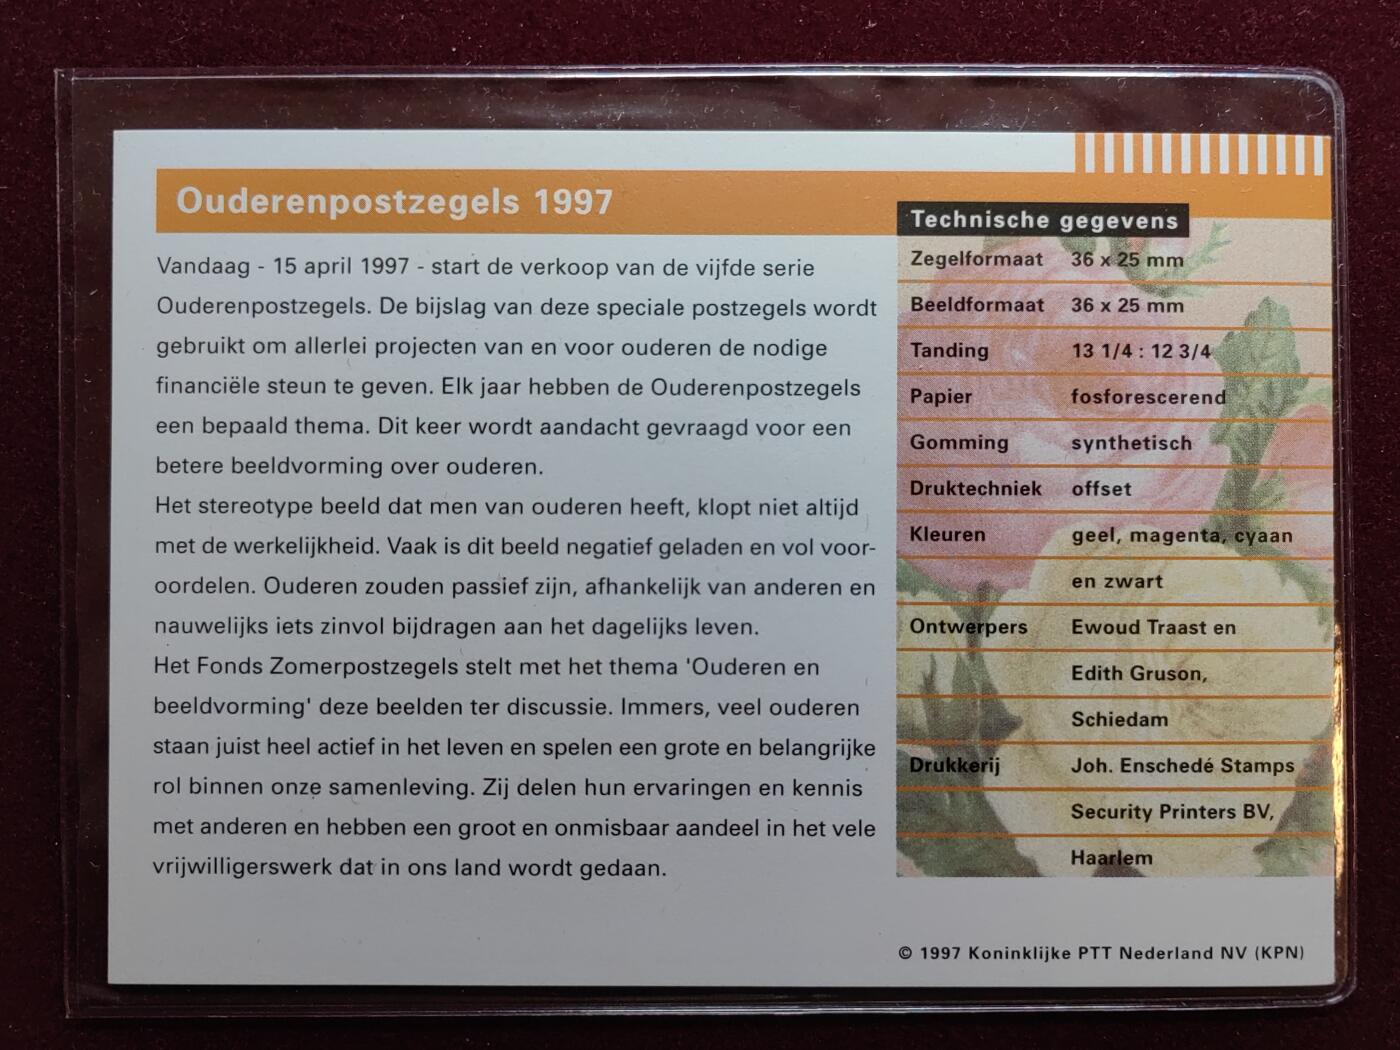 Ouderenpostzegels 1997
Vandaag - 15 april 1997 - start de verkoop van de vijfde serie
Ouderenpostzegels. De bijslag van deze speciale postzegels wordt
gebruikt om allerlei projecten van en voor ouderen de nodige
financiële steun te geven. Elk jaar hebben de Ouderenpostzegels
een bepaald thema. Dit keer wordt aandacht gevraagd voor een
betere beeldvorming over ouderen.
Het stereotype beeld dat men van ouderen heeft, klopt niet altijd
met de werkelijkheid. Vaak is dit beeld negatief geladen en vol voor-
oordelen. Ouderen zouden passief zijn, afhankelijk van anderen en
nauwelijks iets zinvol bijdragen aan het dagelijks leven.
Het Fonds Zomerpostzegels stelt met het thema 'Ouderen en
beeldvorming' deze beelden ter discussie. Immers, veel ouderen
staan juist heel actief in het leven en spelen een grote en belangrijke
rol binnen onze samenleving. Zij delen hun ervaringen en kennis
met anderen en hebben een groot en onmisbaar aandeel in het vele
vrijwilligerswerk dat in ons land wordt gedaan.
Technische gegevens
Zegelformaat 36 x 25 mm
Beeldformaat 36 x 25 mm
Tanding 13 1/4 : 12 3/4
Papier fosforescerend
Gomming synthetisch
Druktechniek offset
Kleuren geel, magenta, cyaan
en zwart
Ontwerpers Ewoud Traast en
Edith Gruson,
Schiedam
Drukkerij Joh. Enschedé Stamps
Security Printers BV,
Haarlem
© 1997 Koninklijke PTT Nederland NV (KPN)